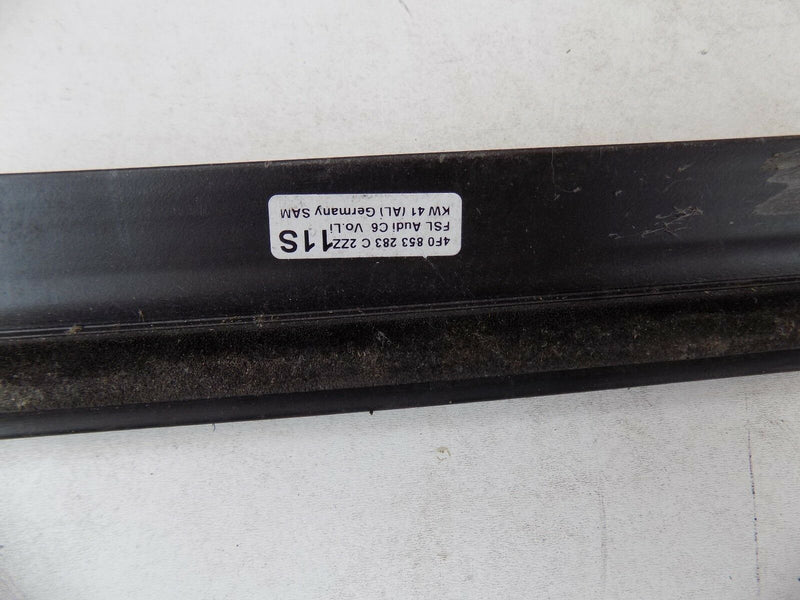 4F0 853 283 C 2ZZ
FSL Audi C6 Vo.Li
KW 41 (AL) Germany SAM
11S